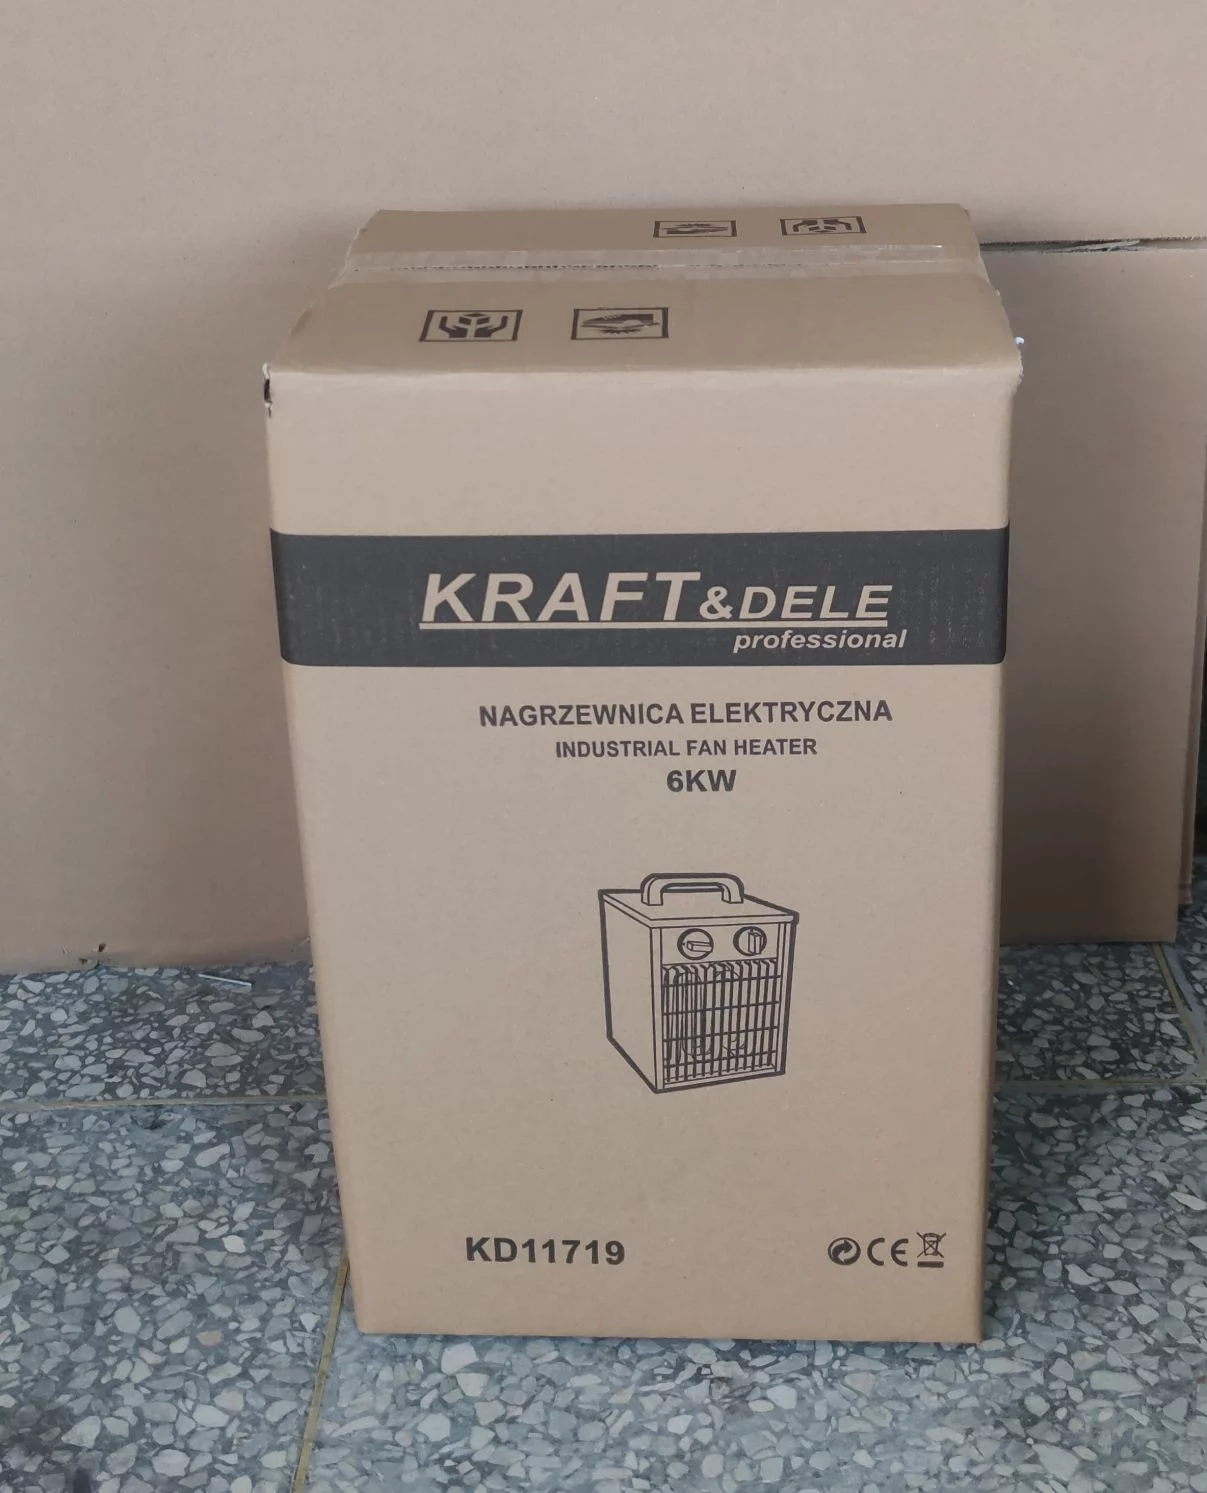 KRAFT&DELE
professional
NAGRZEWNICA ELEKTRYCZNA
INDUSTRIAL FAN HEATER
6KW
KD11719
CE